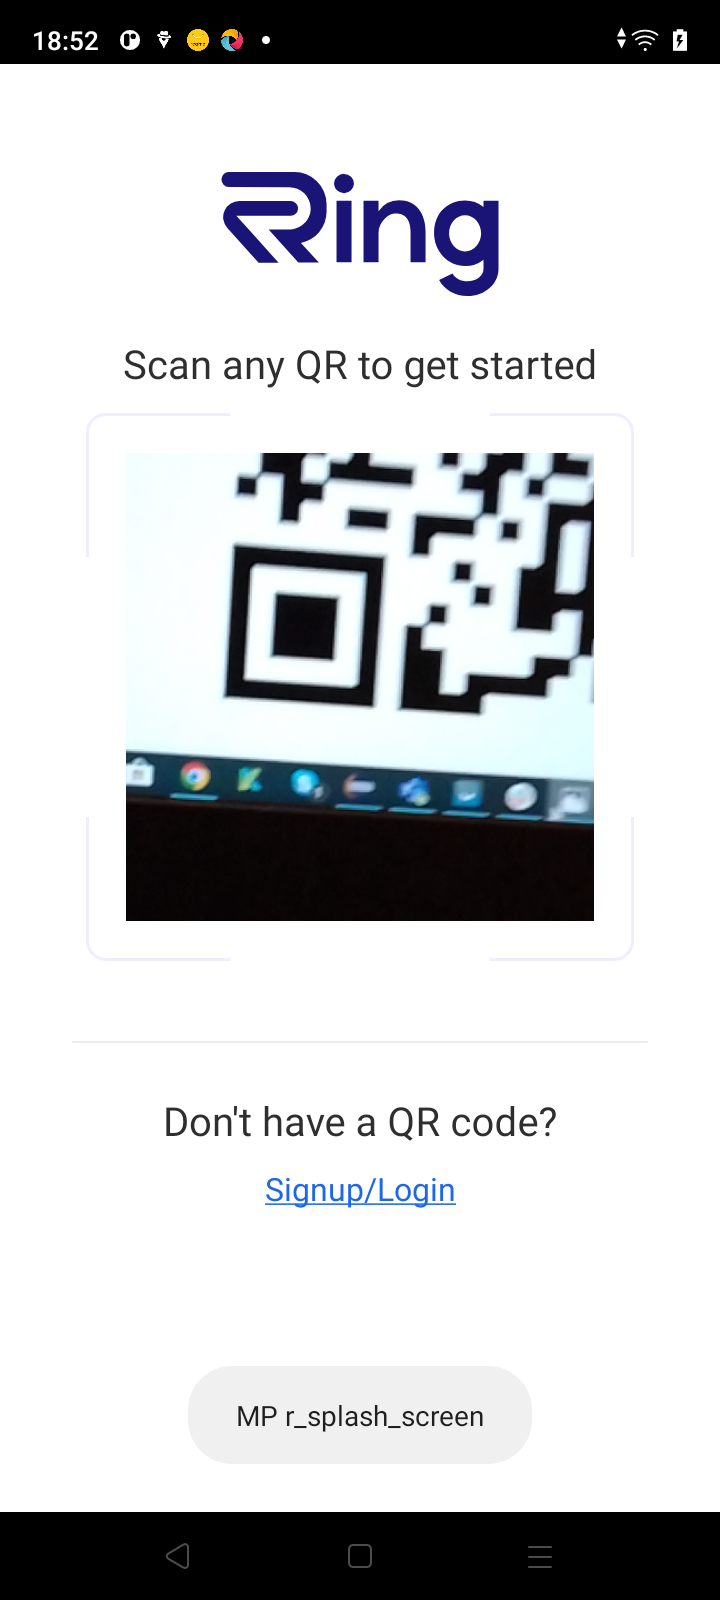 18:52
Ring
Scan any QR to get started
Don't have a QR code?
Signup/Login
MP r_splash_screen